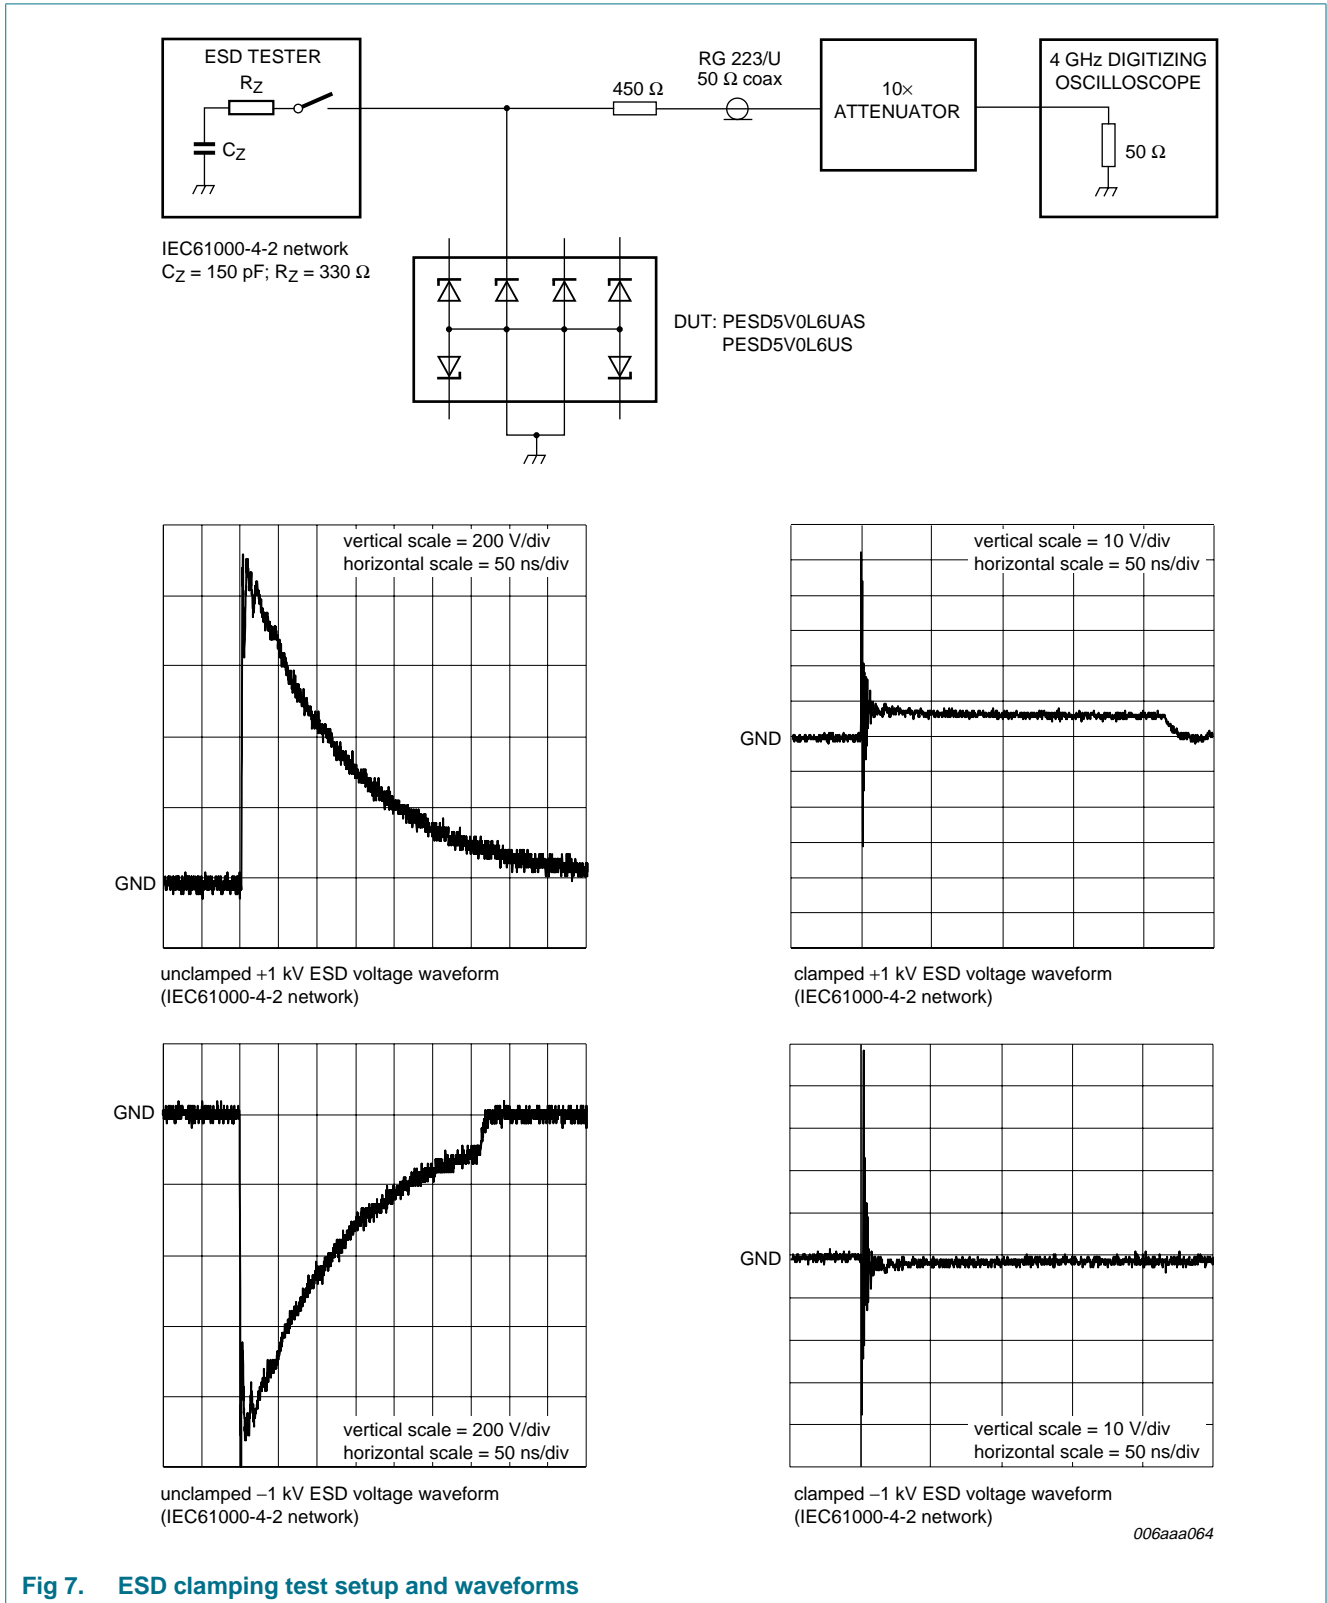 ESD TESTER
RZ
CZ
IEC61000-4-2 network
CZ = 150 pF; RZ = 330 Ω
450 Ω
RG 223/U
50 Ω coax
10×
ATTENUATOR
4 GHz DIGITIZING
OSCILLOSCOPE
50 Ω
DUT: PESD5V0L6UAS
PESD5V0L6US
vertical scale = 200 V/div
horizontal scale = 50 ns/div
GND
unclamped +1 kV ESD voltage waveform
(IEC61000-4-2 network)
vertical scale = 10 V/div
horizontal scale = 50 ns/div
GND
clamped +1 kV ESD voltage waveform
(IEC61000-4-2 network)
GND
vertical scale = 200 V/div
horizontal scale = 50 ns/div
unclamped −1 kV ESD voltage waveform
(IEC61000-4-2 network)
GND
vertical scale = 10 V/div
horizontal scale = 50 ns/div
clamped −1 kV ESD voltage waveform
(IEC61000-4-2 network)
006aaa064
Fig 7. ESD clamping test setup and waveforms